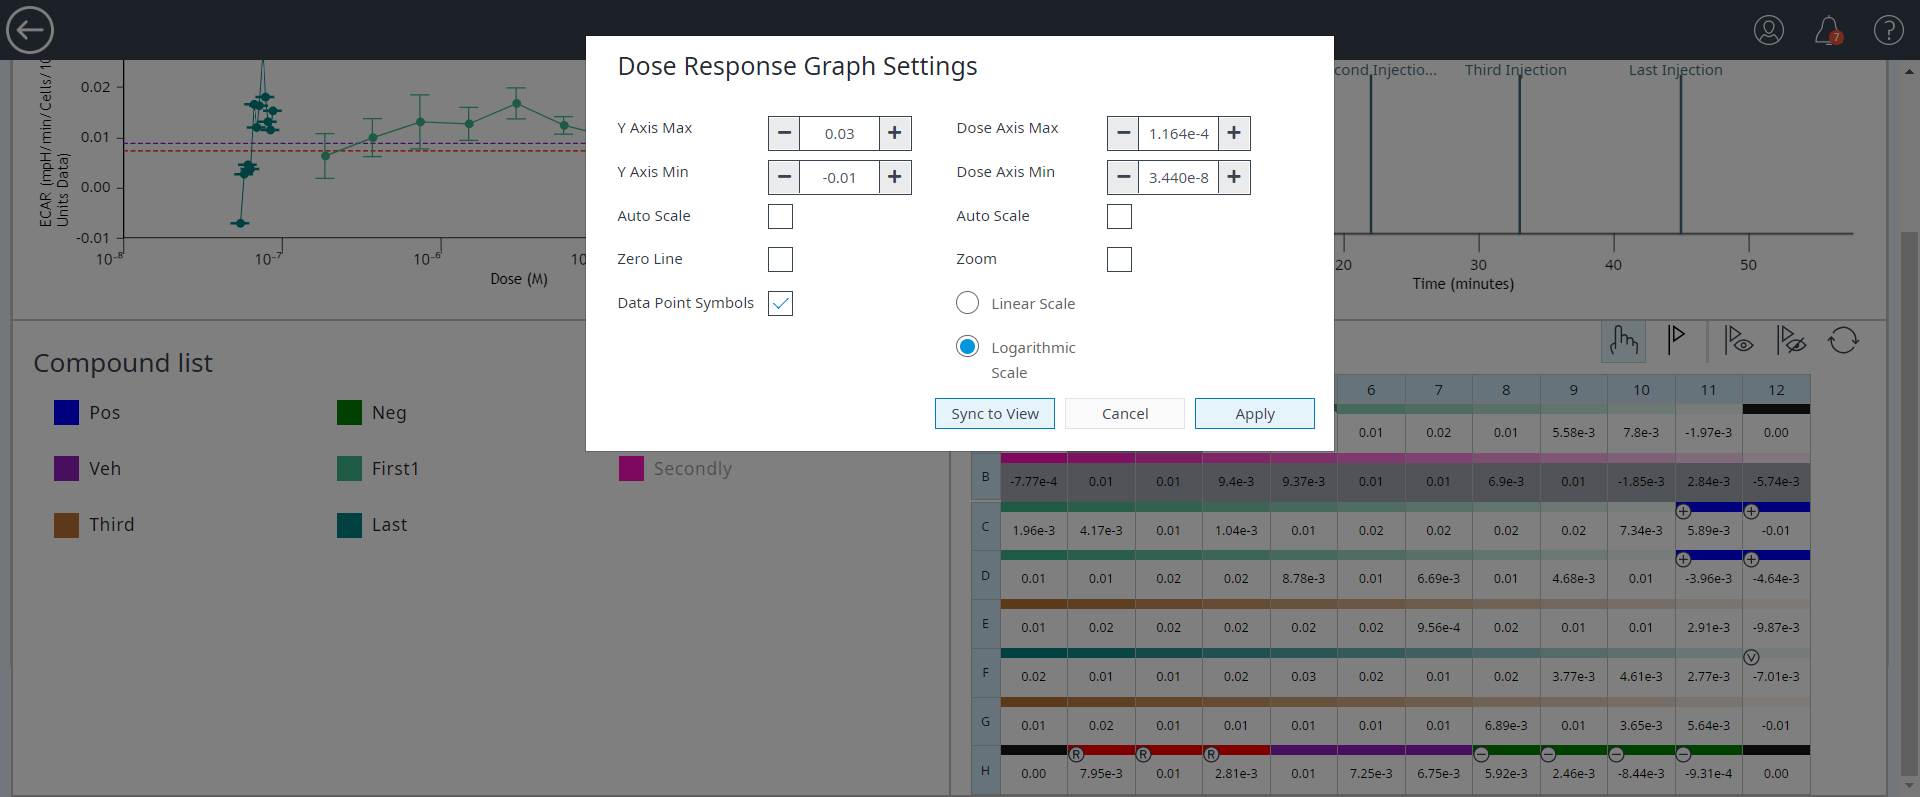 7
Dose Response Graph Settings
Y Axis Max
0.03
Dose Axis Max
1.164e-4
Y Axis Min
-0.01
Dose Axis Min
3.440e-8
Auto Scale
Auto Scale
Zero Line
Zoom
Data Point Symbols
Linear Scale
Logarithmic
Scale
Sync to View
Cancel
Apply
ECAR (mpH/min/Cells/10
Units Data)
0.02
0.01
0.00
-0.01
10⁻⁸
10⁻⁷
10⁻⁶
10
Dose (M)
cond Injectio...
Third Injection
Last Injection
20
30
40
50
Time (minutes)
Compound list
Pos
Neg
Veh
First1
Secondly
Third
Last
6 7 8 9 10 11 12
0.01 0.02 0.01 5.58e-3 7.8e-3 -1.97e-3 0.00
B -7.77e-4 0.01 0.01 9.4e-3 9.37e-3 0.01 0.01 6.9e-3 0.01 -1.85e-3 2.84e-3 -5.74e-3
C 1.96e-3 4.17e-3 0.01 1.04e-3 0.01 0.02 0.02 0.02 0.02 7.34e-3 5.89e-3 -0.01
D 0.01 0.01 0.02 0.02 8.78e-3 0.01 6.69e-3 0.01 4.68e-3 0.01 -3.96e-3 -4.64e-3
E 0.01 0.02 0.02 0.02 0.02 0.02 9.56e-4 0.02 0.01 0.01 2.91e-3 -9.87e-3
V
F 0.02 0.01 0.01 0.02 0.03 0.02 0.01 0.02 3.77e-3 4.61e-3 2.77e-3 -7.01e-3
G 0.01 0.02 0.01 0.01 0.01 0.01 0.01 6.89e-3 0.01 3.65e-3 5.64e-3 -0.01
R R R
H 0.00 7.95e-3 0.01 2.81e-3 0.01 7.25e-3 6.75e-3 5.92e-3 2.46e-3 -8.44e-3 -9.31e-4 0.00